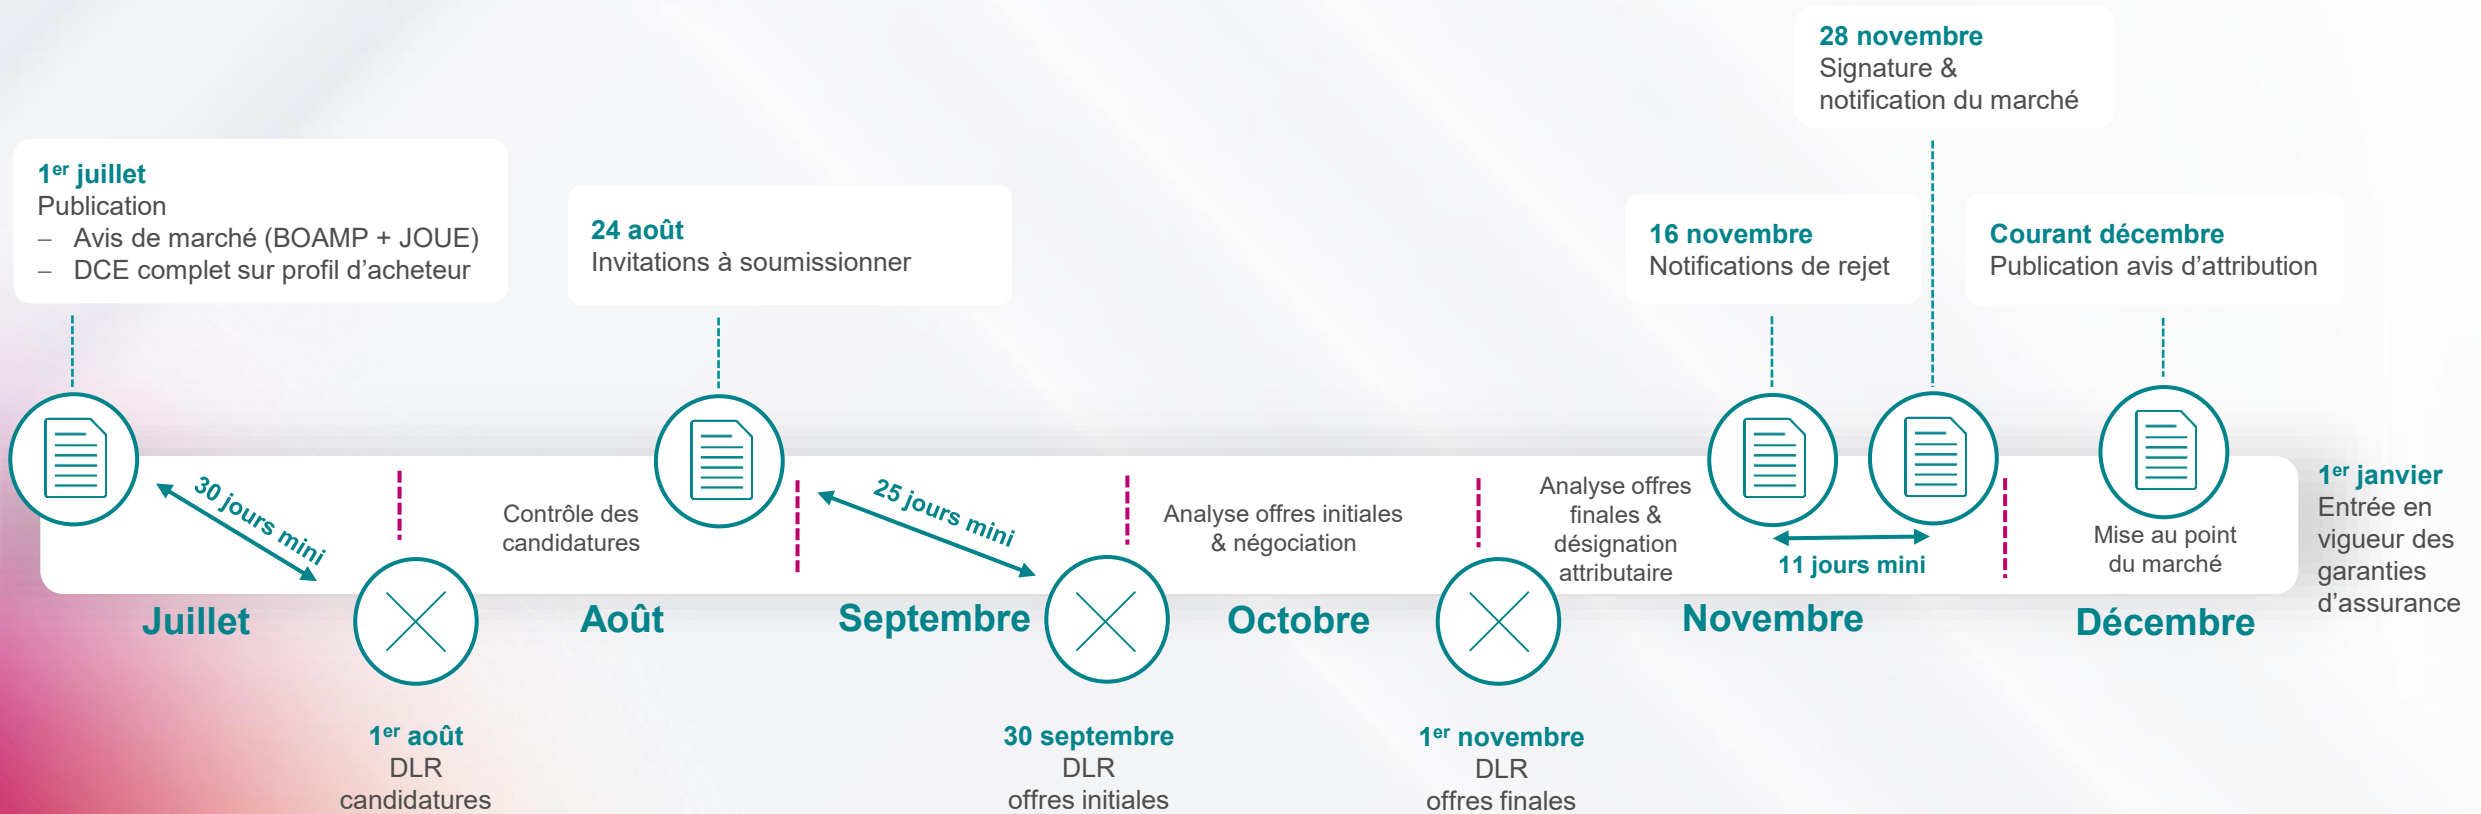 28 novembre
Signature &
notification du marché
1er juillet
Publication
– Avis de marché (BOAMP + JOUE)
– DCE complet sur profil d’acheteur
24 août
Invitations à soumissionner
16 novembre
Notifications de rejet
Courant décembre
Publication avis d’attribution
30 jours mini
Contrôle des
candidatures
25 jours mini
Analyse offres initiales
& négociation
Analyse offres
finales &
désignation
attributaire
11 jours mini
Mise au point
du marché
1er janvier
Entrée en
vigueur des
garanties
d’assurance
Juillet
Août
Septembre
Octobre
Novembre
Décembre
1er août
DLR
candidatures
30 septembre
DLR
offres initiales
1er novembre
DLR
offres finales